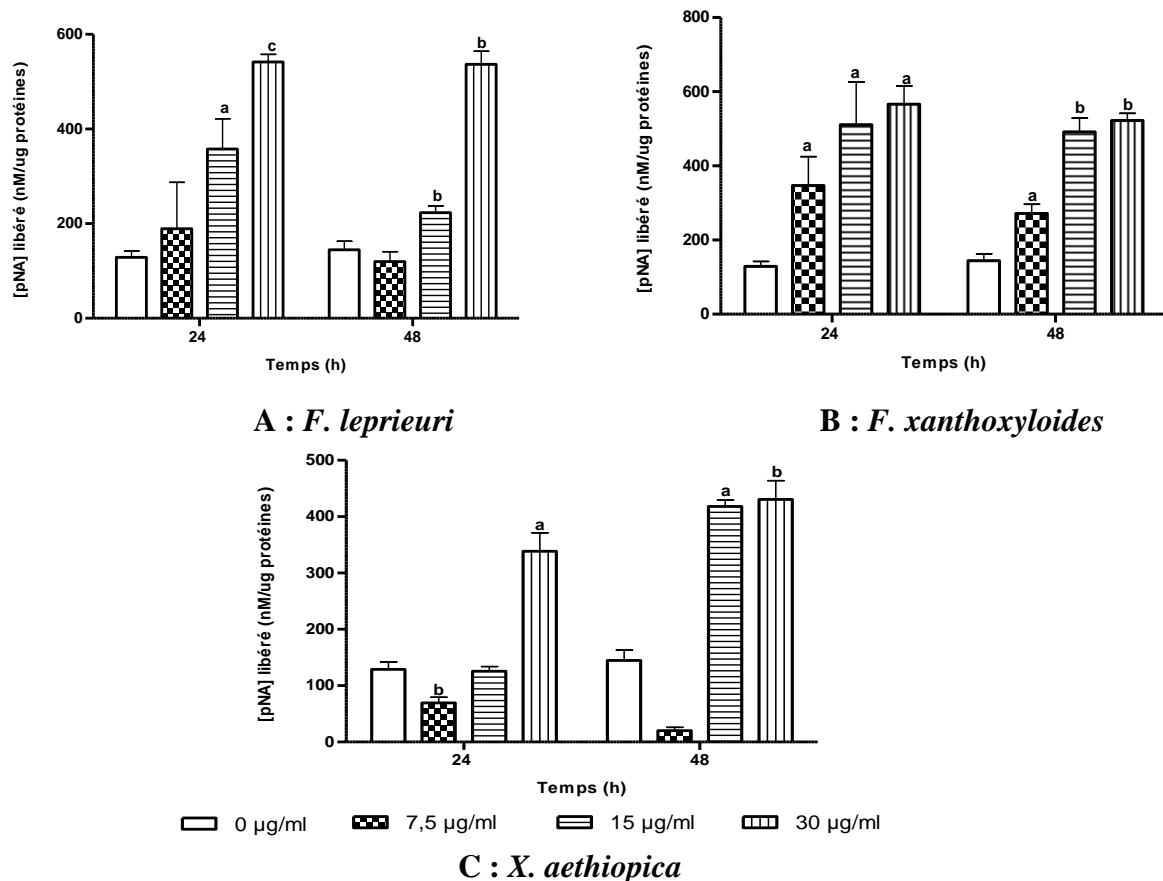 [pNA] libéré (nM/ug protéines)
600
400
200
0
a
c
b
b
24
48
Temps (h)
A : F. leprieuri
[pNA] libéré (nM/ug protéines)
800
600
400
200
0
a
a
a
a
b
b
24
48
Temps (h)
B : F. xanthoxyloides
[pNA] libéré (nM/ug protéines)
500
400
300
200
100
0
b
a
a
b
24
48
Temps (h)
0 µg/ml
7,5 µg/ml
15 µg/ml
30 µg/ml
C : X. aethiopica